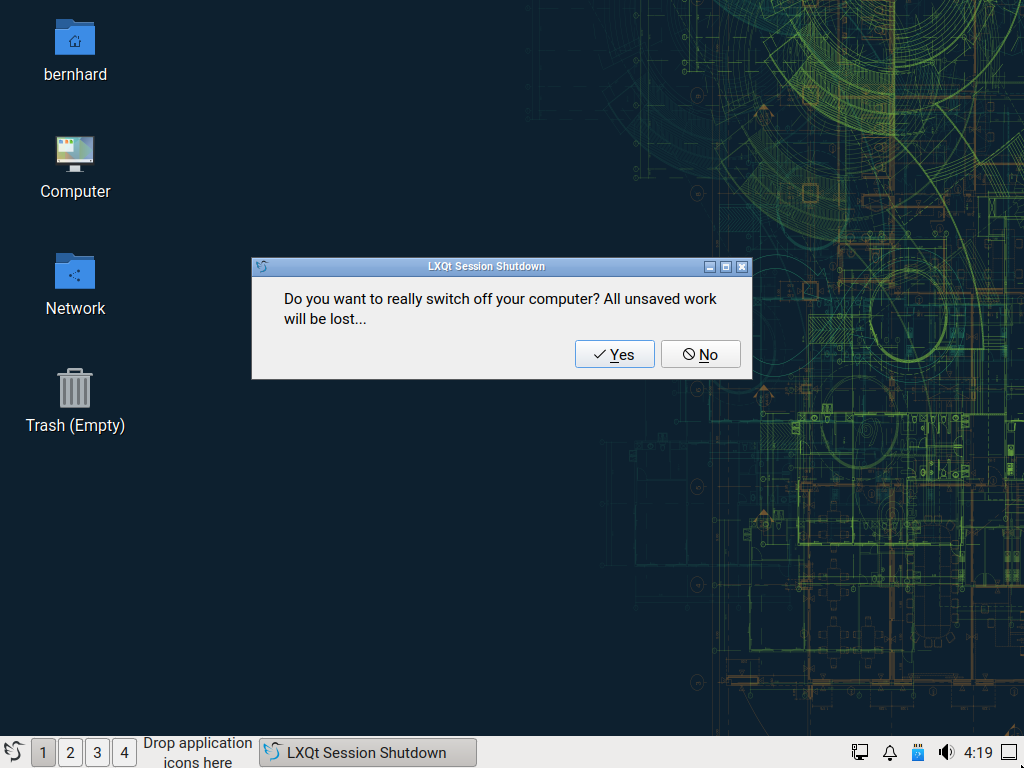 bernhard
Computer
Network
Trash (Empty)
LXQt Session Shutdown
Do you want to really switch off your computer? All unsaved work
will be lost...
Yes
No
1
2
3
4
Drop application
icons here
LXQt Session Shutdown
4:19